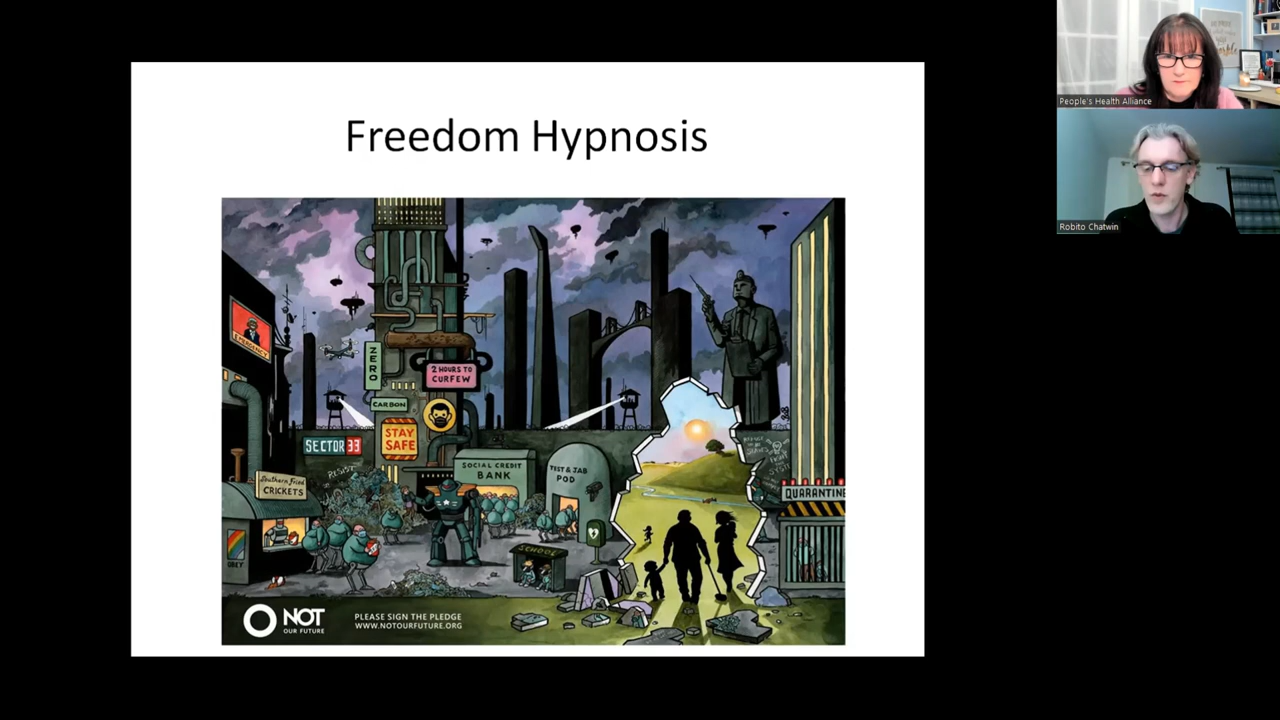 Freedom Hypnosis
EMERGENCY
ZERO
CARBON
2 HOURS TO
CURFEW
STAY
SAFE
SECTOR 33
RESIST
Southern Fried
CRICKETS
OBEY
SOCIAL CREDIT
BANK
TEST & JAB
POD
SCHOOL
QUARANTINE
NOT
OUR FUTURE
PLEASE SIGN THE PLEDGE
WWW.NOTOURFUTURE.ORG
People's Health Alliance
Robito Chatwin